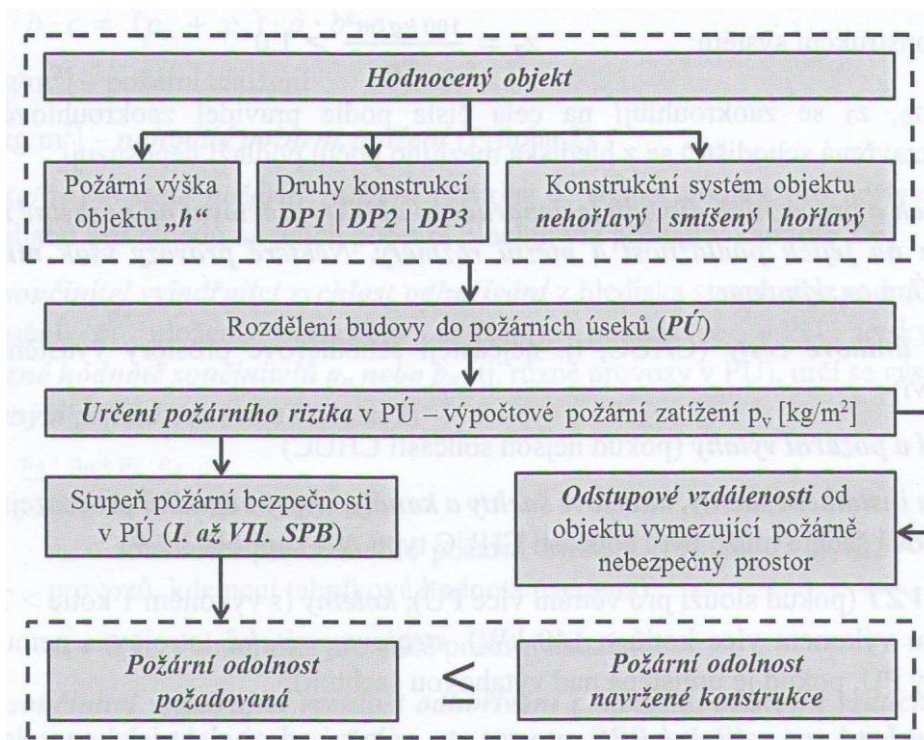 Hodnocený objekt
Požární výška
objektu „h“
Druhy konstrukcí
DP1 DP2 DP3
Konstrukční systém objektu
nehořlavý smíšený hořlavý
Rozdělení budovy do požárních úseků (PÚ)
Určení požárního rizika v PÚ – výpočtové požární zatížení pv [kg/m²]
Stupeň požární bezpečnosti
v PÚ (I. až VII. SPB)
Odstupové vzdálenosti od
objektu vymezující požárně
nebezpečný prostor
Požární odolnost
požadovaná
<
Požární odolnost
navržené konstrukce